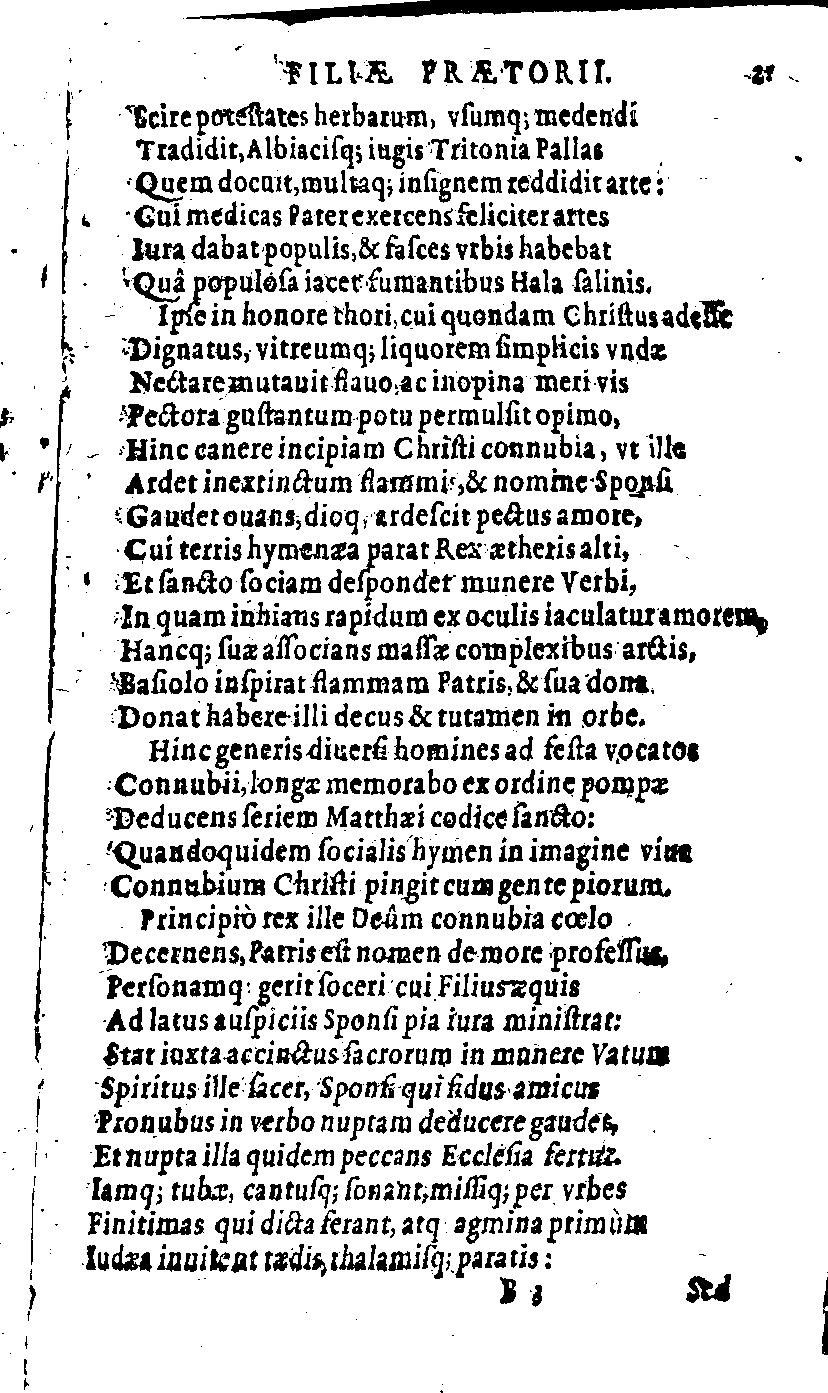 FILIÆ PRÆTORII. 21
Scire potestates herbarum, vsumq; medendi
Tradidit, Albiacisq; iugis Tritonia Pallas
Quem docuit, multaq; insignem reddidit arte:
Cui medicas Pater exercens feliciter artes
Iura dabat populis, & fasces vrbis habebat
Quâ populosa iacet fumantibus Hala salinis.
Ipse in honore thori, cui quondam Christus adesse
Dignatus, vitreumq; liquorem simplicis vndæ
Nectare mutauit flauo, ac inopina meri vis
Pectora gustantum potu permulsit opimo,
Hinc canere incipiam Christi connubia, vt ille
Ardet inextinctum flammis, & nomine Sponsi
Gaudet ouans, dioq, ardescit pectus amore,
Cui terris hymenæa parat Rex ætheris alti,
Et sancto sociam despondet munere Verbi,
In quam inhians rapidum ex oculis iaculatur amorem,
Hancq; suæ associans massæ complexibus arctis,
Basiolo inspirat flammam Patris, & sua dona
Donat habere illi decus & tutamen in orbe.
Hinc generis diuersi homines ad festa vocatos
Connubii, longæ memorabo ex ordine pompæ
Deducens seriem Matthæi codice sancto:
Quandoquidem socialis hymen in imagine viua
Connubium Christi pingit cum gente piorum.
Principiò rex ille Deûm connubia cœlo
Decernens, Patris est nomen de more professus,
Personamq: gerit soceri cui Filius æquis
Ad latus auspiciis Sponsi pia iura ministrat:
Stat iuxta accinctus sacrorum in munere Vatum
Spiritus ille sacer, Sponsi qui fidus amicus
Pronubus in verbo nuptam deducere gaudet,
Et nupta illa quidem peccans Ecclesia fertur.
Iamq; tubæ, cantusq; sonant, missiq; per vrbes
Finitimas qui dicta ferant, atq agmina primùm
Iudæa inuitent tædis, thalamisq; paratis:
B 3 Sed